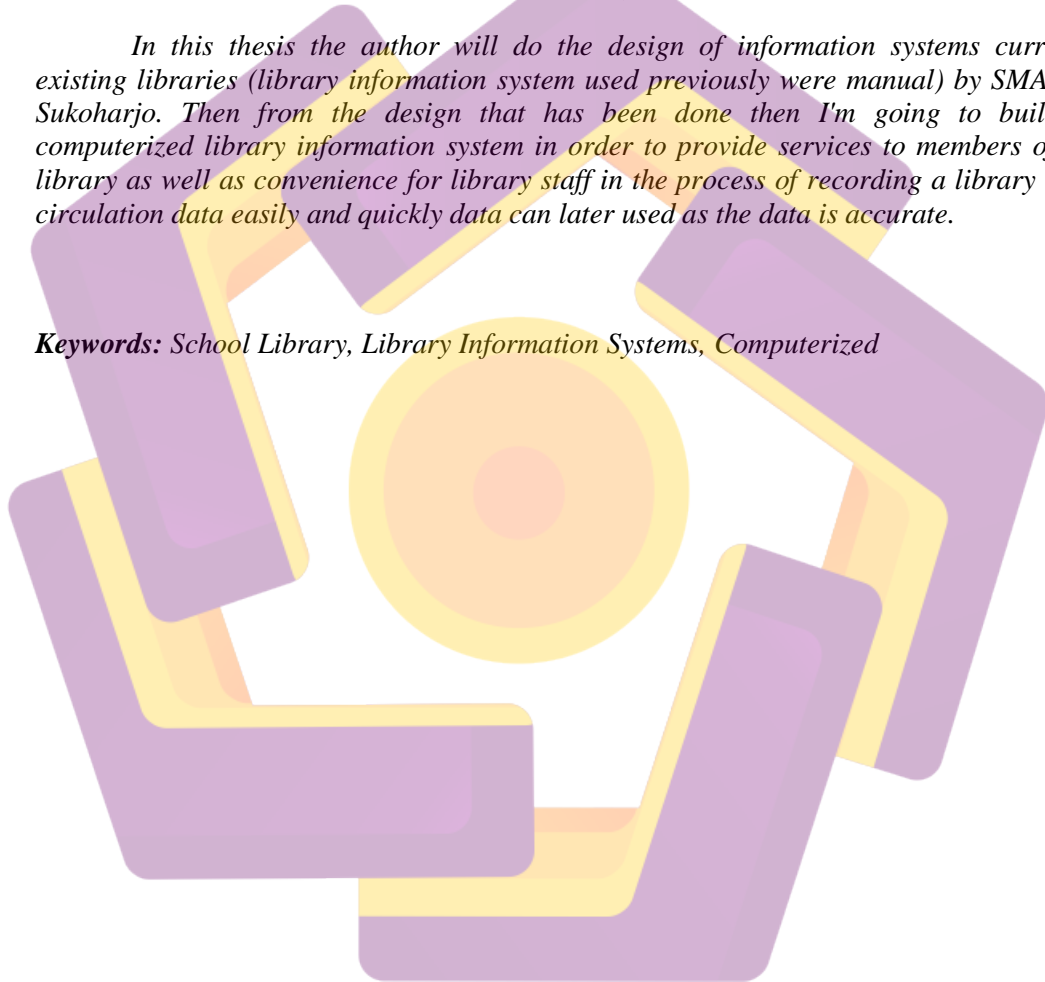 In this thesis the author will do the design of information systems curr
existing libraries (library information system used previously were manual) by SMA
Sukoharjo. Then from the design that has been done then I'm going to buil
computerized library information system in order to provide services to members o
library as well as convenience for library staff in the process of recording a library
circulation data easily and quickly data can later used as the data is accurate.
Keywords: School Library, Library Information Systems, Computerized